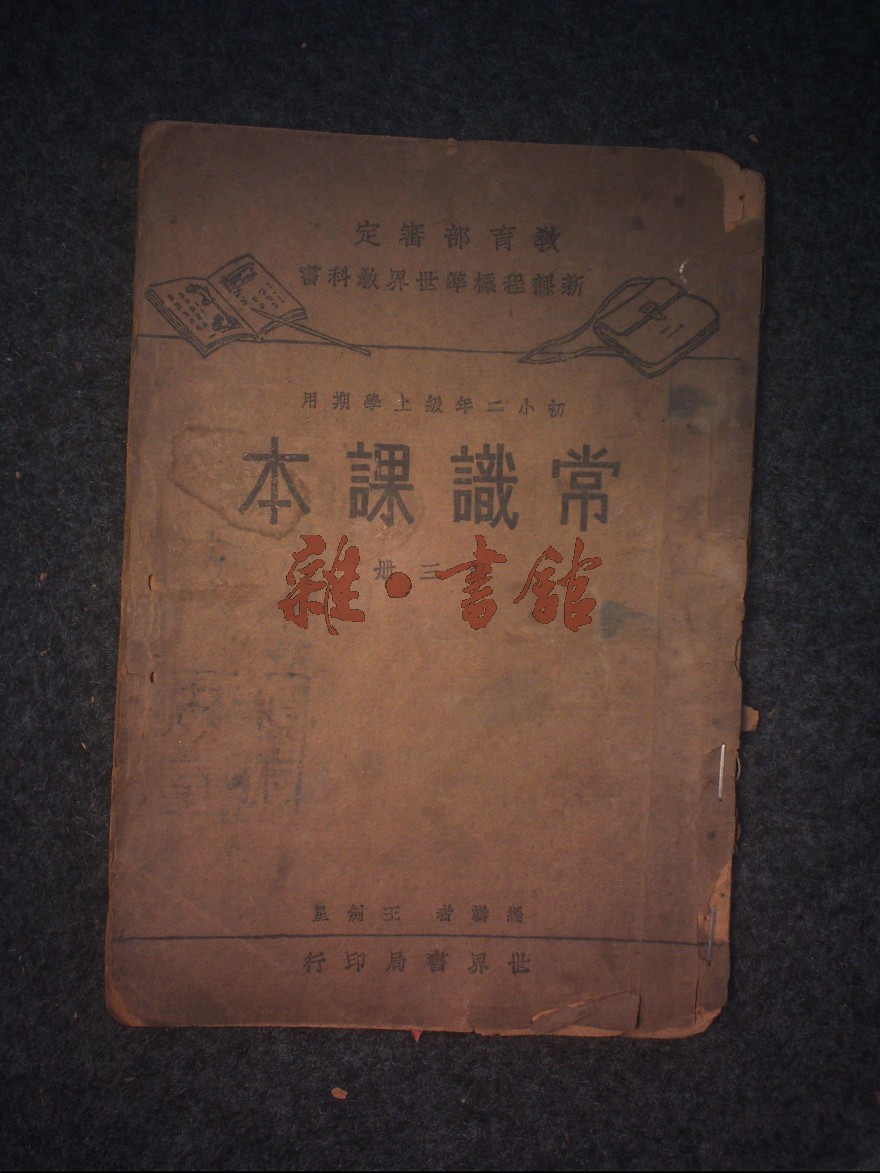 教育部審定
新課程標準世界教科書
初小二年級上學期用
常識課本
三册
雜·書館
編輯者 王劍星
世界書局印行